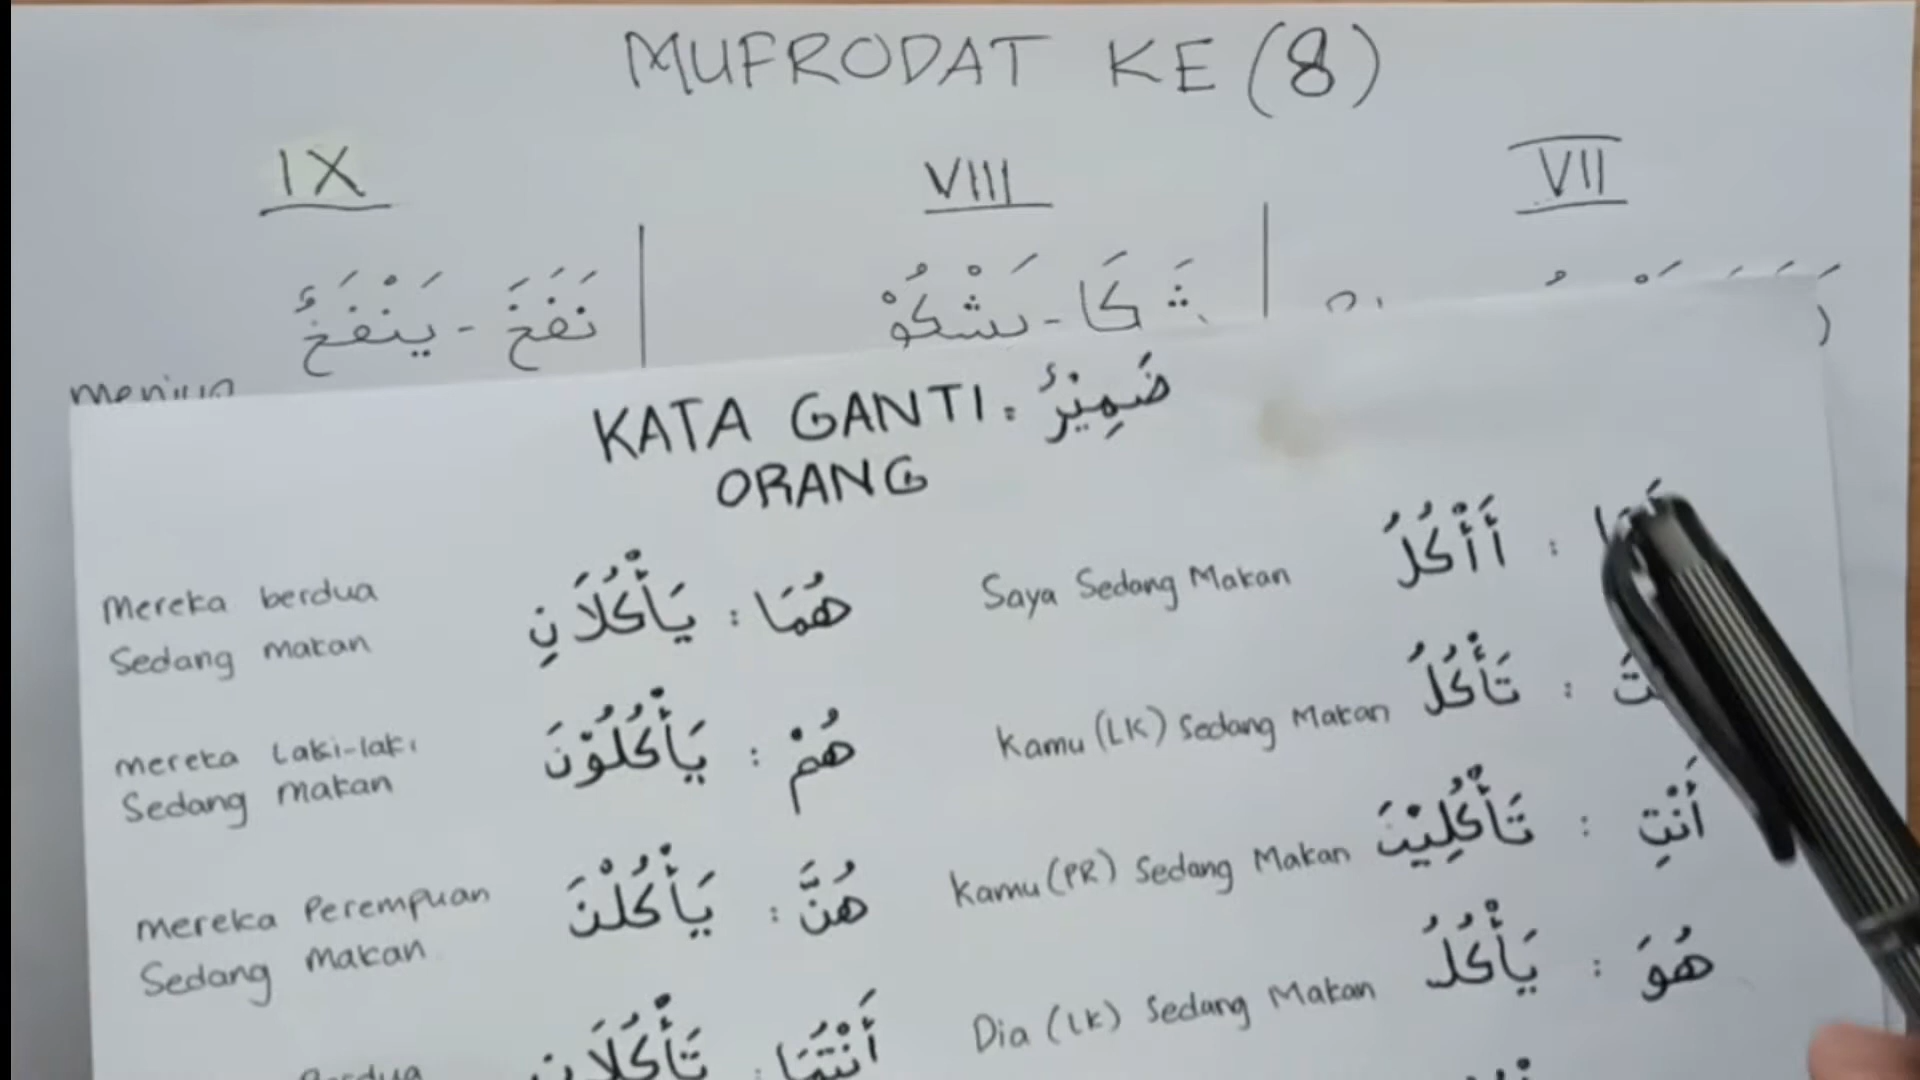 MUFRODAT KE (8)
IX
VIII
VII
نَفَخَ - يَنْفَخُ
شَكَا - يَشْكُوْ
KATA GANTI : ضَمِيْرُ
ORANG
Saya Sedang Makan أَأْكُلُ :
Kamu (LK) Sedang Makan تَأْكُلُ :
Kamu (PR) Sedang Makan تَأْكُلِيْنَ : أَنْتِ
Dia (LK) Sedang Makan يَأْكُلُ : هُوَ
Mereka berdua
Sedang makan
هُمَا : يَأْكُلَانِ
Mereka Laki-laki
Sedang makan
هُمْ : يَأْكُلُوْنَ
Mereka Perempuan
Sedang makan
هُنَّ : يَأْكُلْنَ
Berdua
أَنْتُمَا : تَأْكُلَانِ